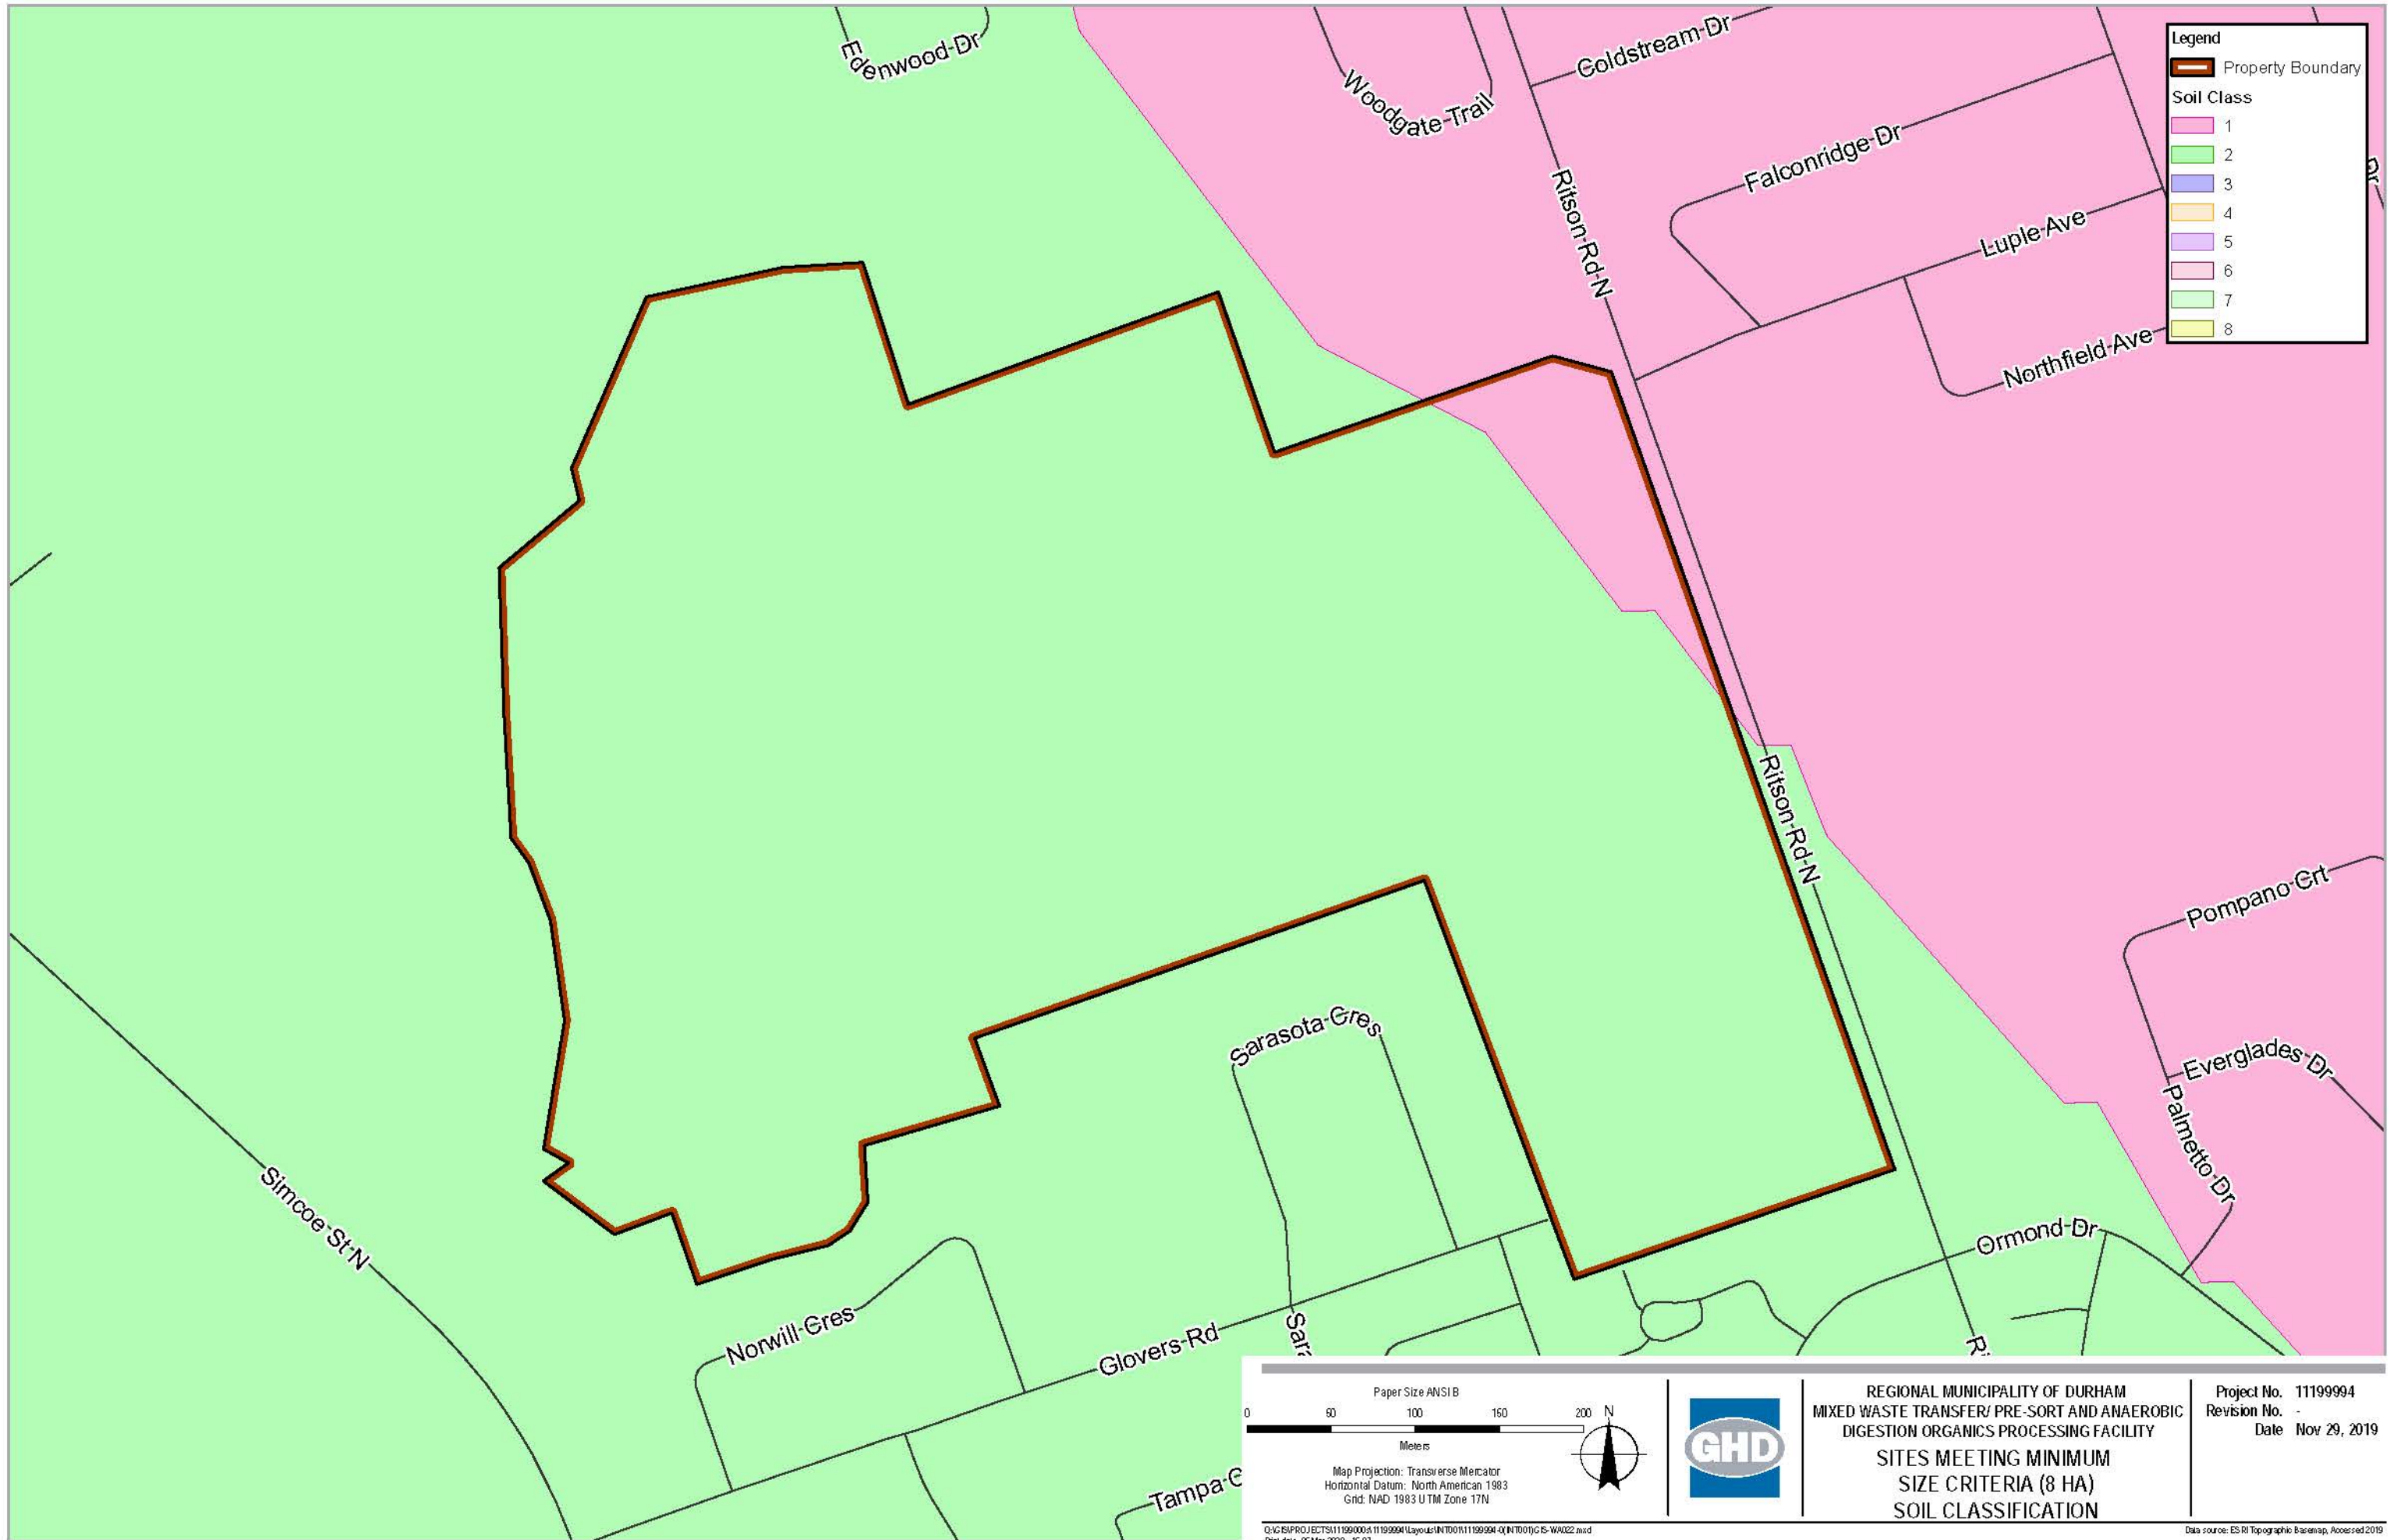 Edenwood Dr
Woodgate Trail
Coldstream Dr
Falconridge Dr
Luple Ave
Northfield Ave
Ritson Rd N
Dr
Legend
Property Boundary
Soil Class
1
2
3
4
5
6
7
8
Ritson Rd N
Pompano Crt
Everglades Dr
Palmetto Dr
Ormond Dr
Sarasota Cres
Simcoe St N
Norwill Cres
Glovers Rd
Sara
Tampa C
Ri
Paper Size ANSI B
0 50 100 150 200
Meters
N
Map Projection: Transverse Mercator
Horizontal Datum: North American 1983
Grid: NAD 1983 UTM Zone 17N
GHD
REGIONAL MUNICIPALITY OF DURHAM
MIXED WASTE TRANSFER/ PRE-SORT AND ANAEROBIC
DIGESTION ORGANICS PROCESSING FACILITY
SITES MEETING MINIMUM
SIZE CRITERIA (8 HA)
SOIL CLASSIFICATION
Project No. 11199994
Revision No. -
Date Nov 29, 2019
Data source: ESRI Topographic Basemap, Accessed 2019